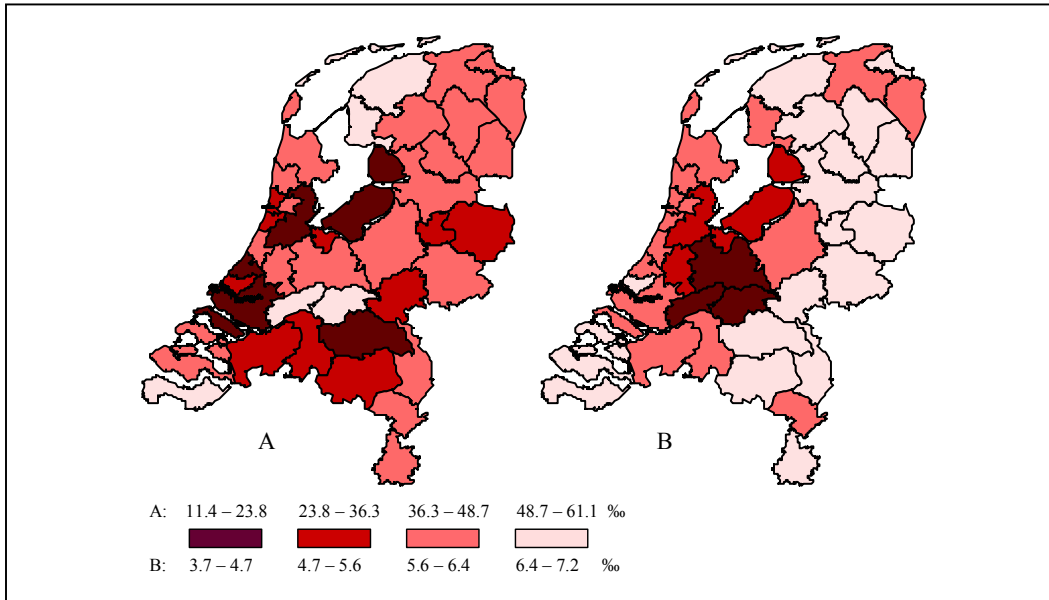 A B
A: 11.4 – 23.8 23.8 – 36.3 36.3 – 48.7 48.7 – 61.1 ‰
B: 3.7 – 4.7 4.7 – 5.6 5.6 – 6.4 6.4 – 7.2 ‰